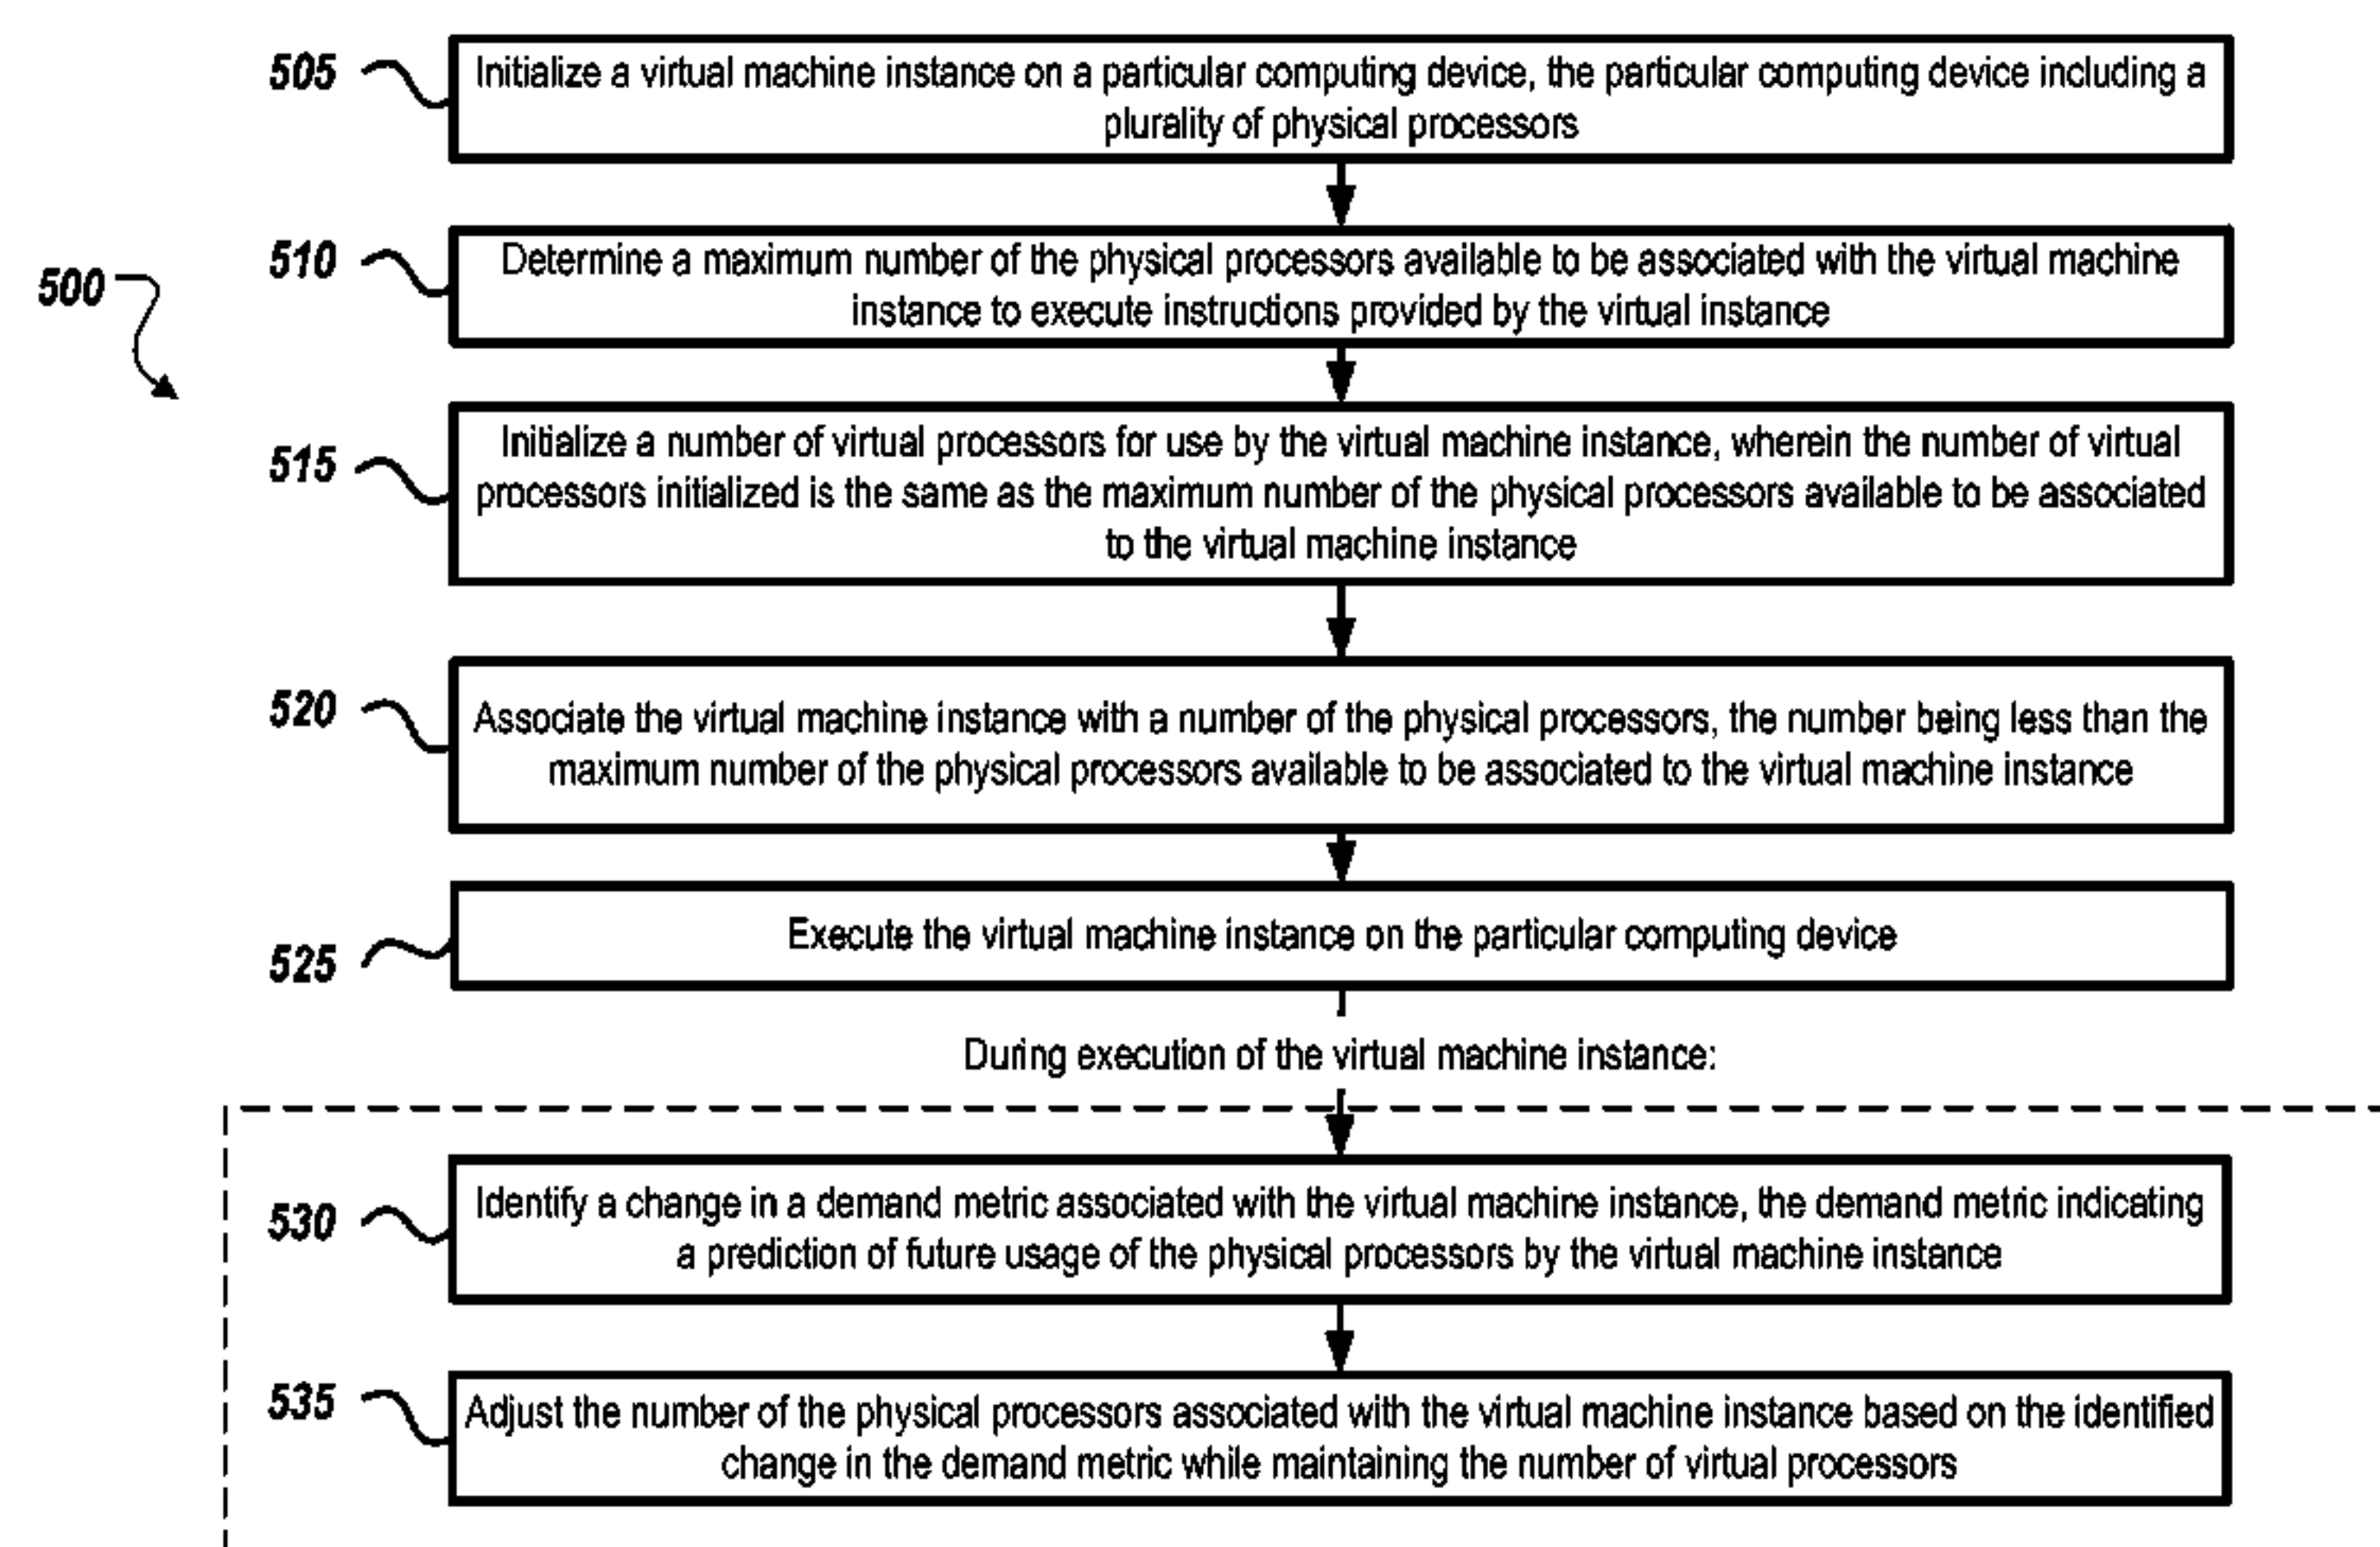 505
Initialize a virtual machine instance on a particular computing device, the particular computing device including a
plurality of physical processors
510
Determine a maximum number of the physical processors available to be associated with the virtual machine
instance to execute instructions provided by the virtual instance
500
515
Initialize a number of virtual processors for use by the virtual machine instance, wherein the number of virtual
processors initialized is the same as the maximum number of the physical processors available to be associated
to the virtual machine instance
520
Associate the virtual machine instance with a number of the physical processors, the number being less than the
maximum number of the physical processors available to be associated to the virtual machine instance
525
Execute the virtual machine instance on the particular computing device
During execution of the virtual machine instance:
530
Identify a change in a demand metric associated with the virtual machine instance, the demand metric indicating
a prediction of future usage of the physical processors by the virtual machine instance
535
Adjust the number of the physical processors associated with the virtual machine instance based on the identified
change in the demand metric while maintaining the number of virtual processors